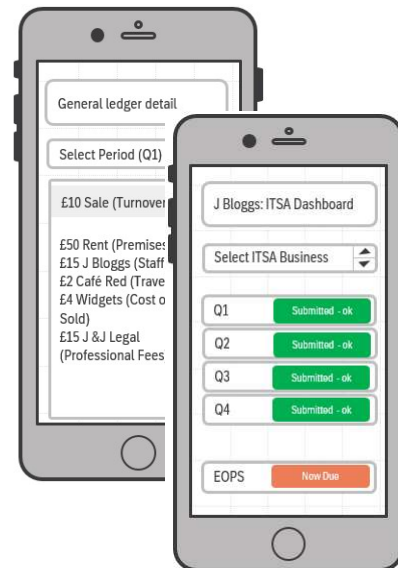 General ledger detail
Select Period (Q1)
£10 Sale (Turnover
£50 Rent (Premises
£15 J Bloggs (Staff
£2 Café Red (Trave
£4 Widgets (Cost o
Sold)
£15 J &J Legal
(Professional Fees
J Bloggs: ITSA Dashboard
Select ITSA Business
Q1 Submitted - ok
Q2 Submitted - ok
Q3 Submitted - ok
Q4 Submitted - ok
EOPS Now Due